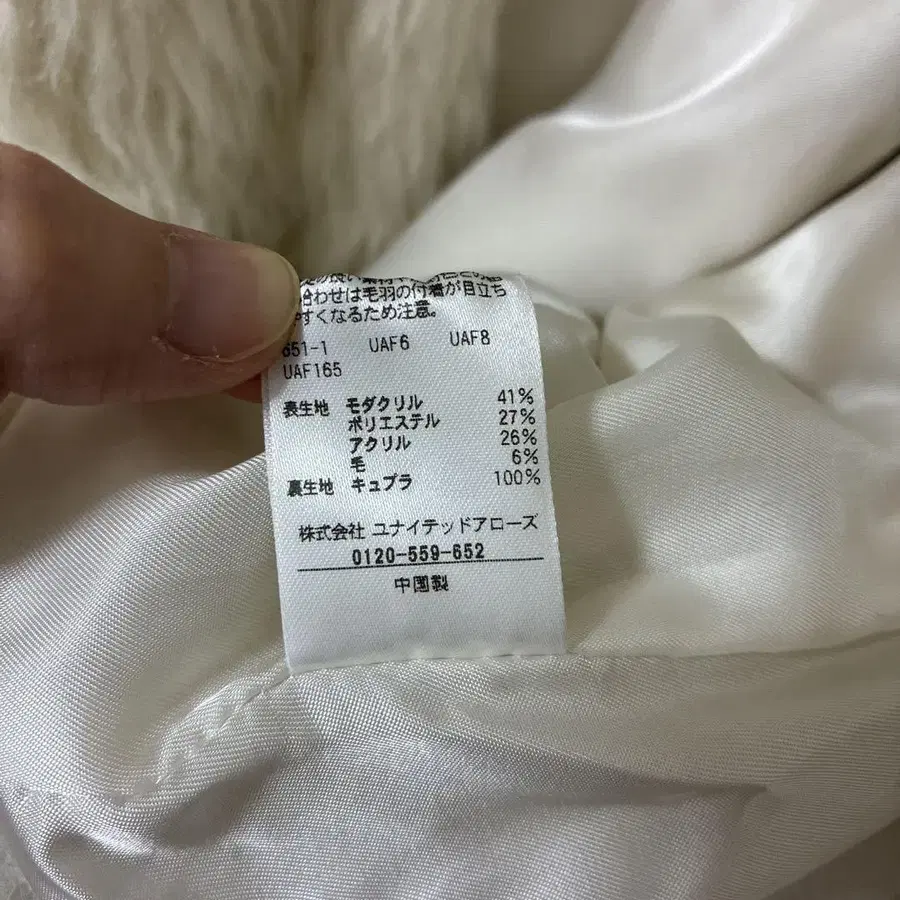 合わせは毛羽の付着が目立ち
やすくなるため注意。
651-1 UAF6 UAF8
UAF165
表生地 モダクリル 41%
ポリエステル 27%
アクリル 26%
毛 6%
裏生地 キュプラ 100%
株式会社 ユナイテッドアローズ
0120-559-652
中国製